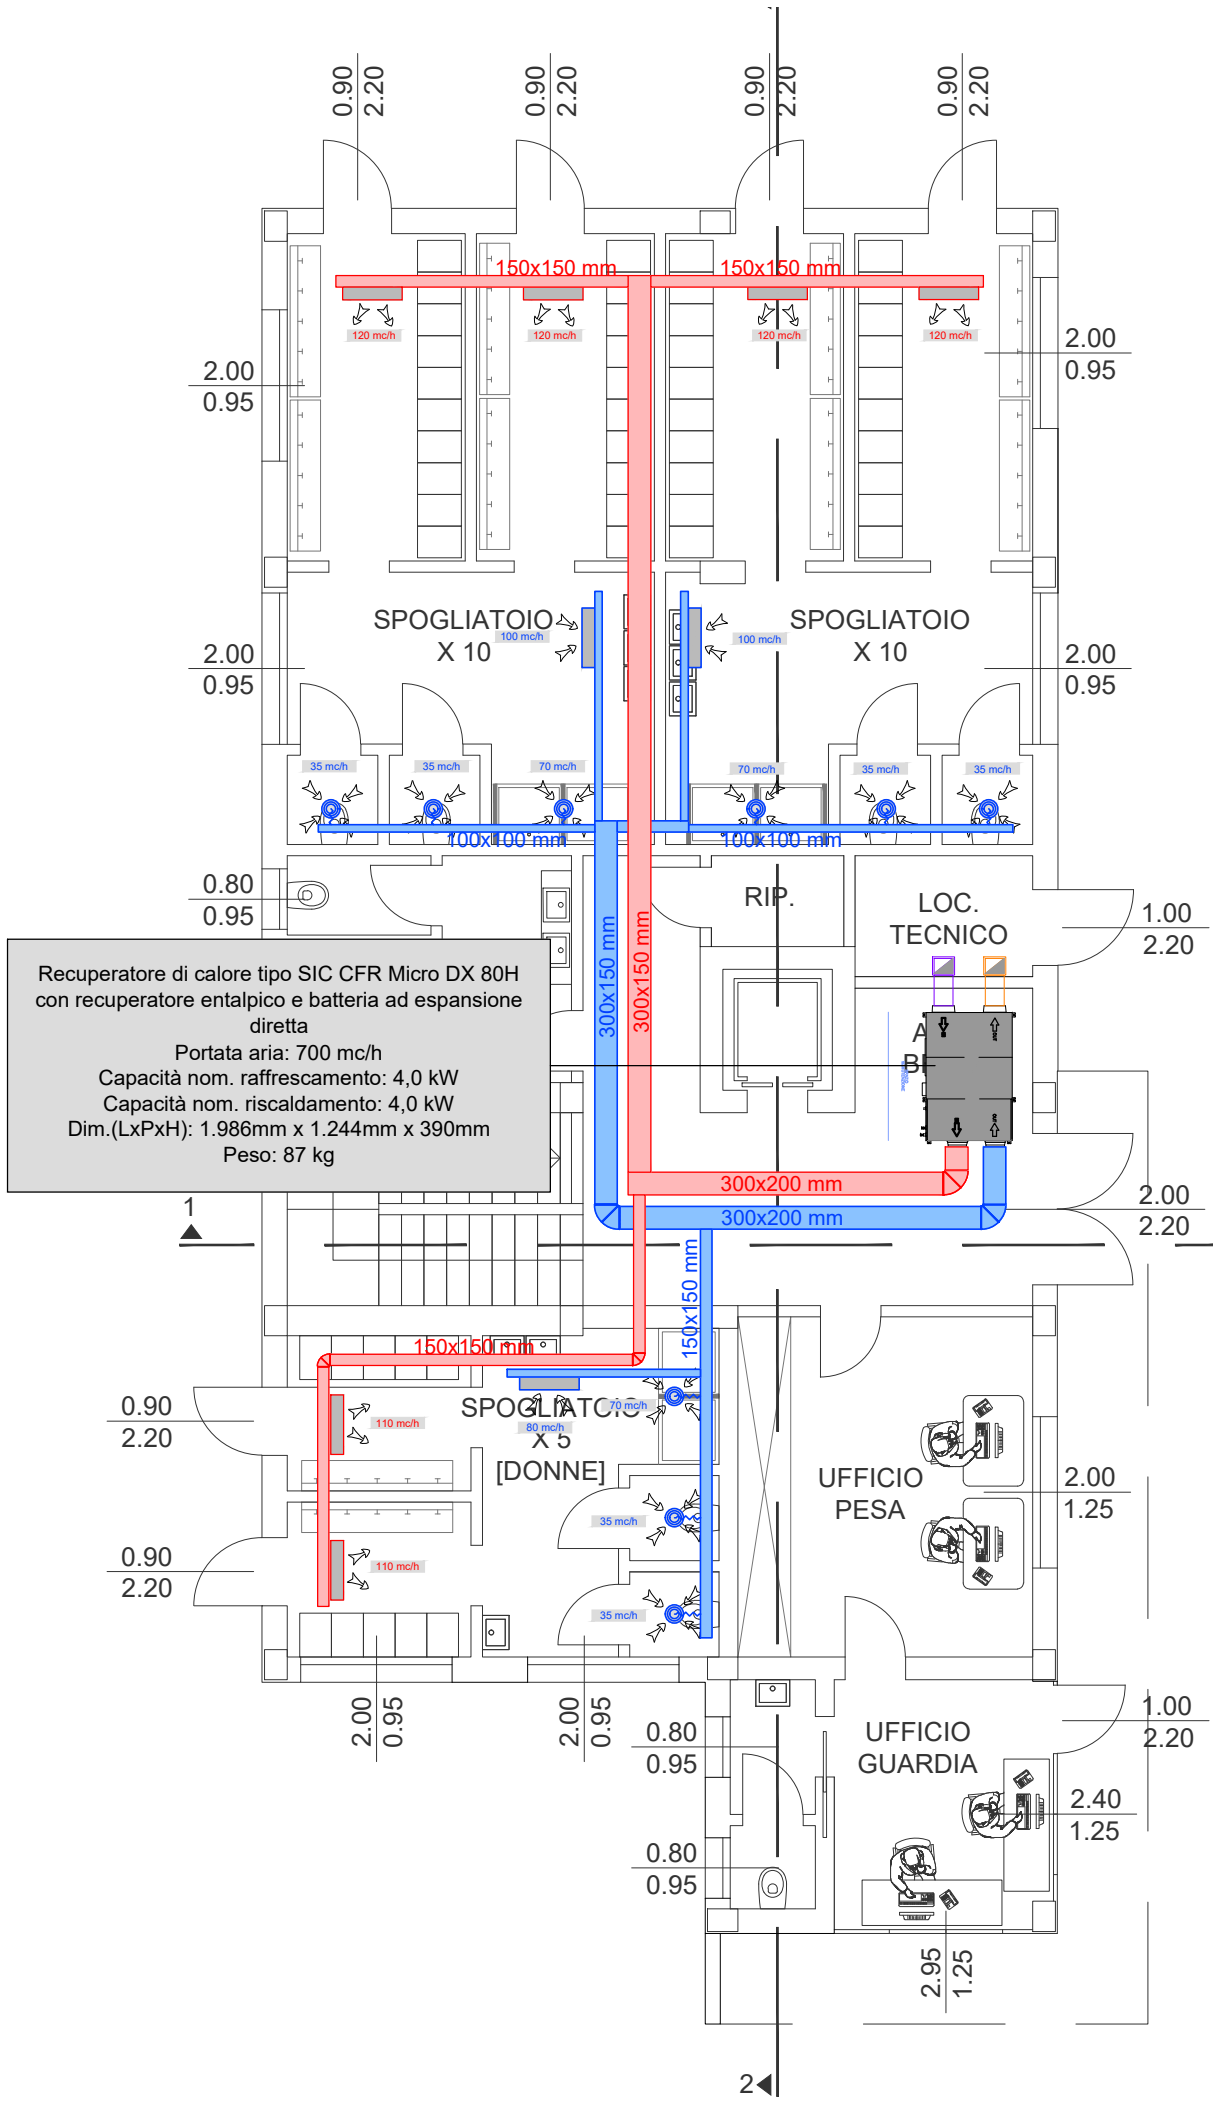 0.90
2.20
0.90
2.20
0.90
2.20
0.90
2.20
150x150 mm
150x150 mm
120 mc/h
120 mc/h
120 mc/h
120 mc/h
2.00
0.95
2.00
0.95
SPOGLIATOIO
X 10
100 mc/h
SPOGLIATOIO
X 10
100 mc/h
2.00
0.95
2.00
0.95
35 mc/h
35 mc/h
70 mc/h
70 mc/h
35 mc/h
35 mc/h
100x100 mm
100x100 mm
0.80
0.95
RIP.
LOC.
TECNICO
1.00
2.20
300x150 mm
300x150 mm
Recuperatore di calore tipo SIC CFR Micro DX 80H
con recuperatore entalpico e batteria ad espansione
diretta
Portata aria: 700 mc/h
Capacità nom. raffrescamento: 4,0 kW
Capacità nom. riscaldamento: 4,0 kW
Dim.(LxPxH): 1.986mm x 1.244mm x 390mm
Peso: 87 kg
300x200 mm
300x200 mm
2.00
2.20
1
150x150 mm
150x150 mm
0.90
2.20
110 mc/h
SPOGLIATOIO
X 5
[DONNE]
70 mc/h
80 mc/h
UFFICIO
PESA
2.00
1.25
35 mc/h
0.90
2.20
110 mc/h
35 mc/h
2.00
0.95
2.00
0.95
0.80
0.95
UFFICIO
GUARDIA
1.00
2.20
2.40
1.25
0.80
0.95
2.95
1.25
2